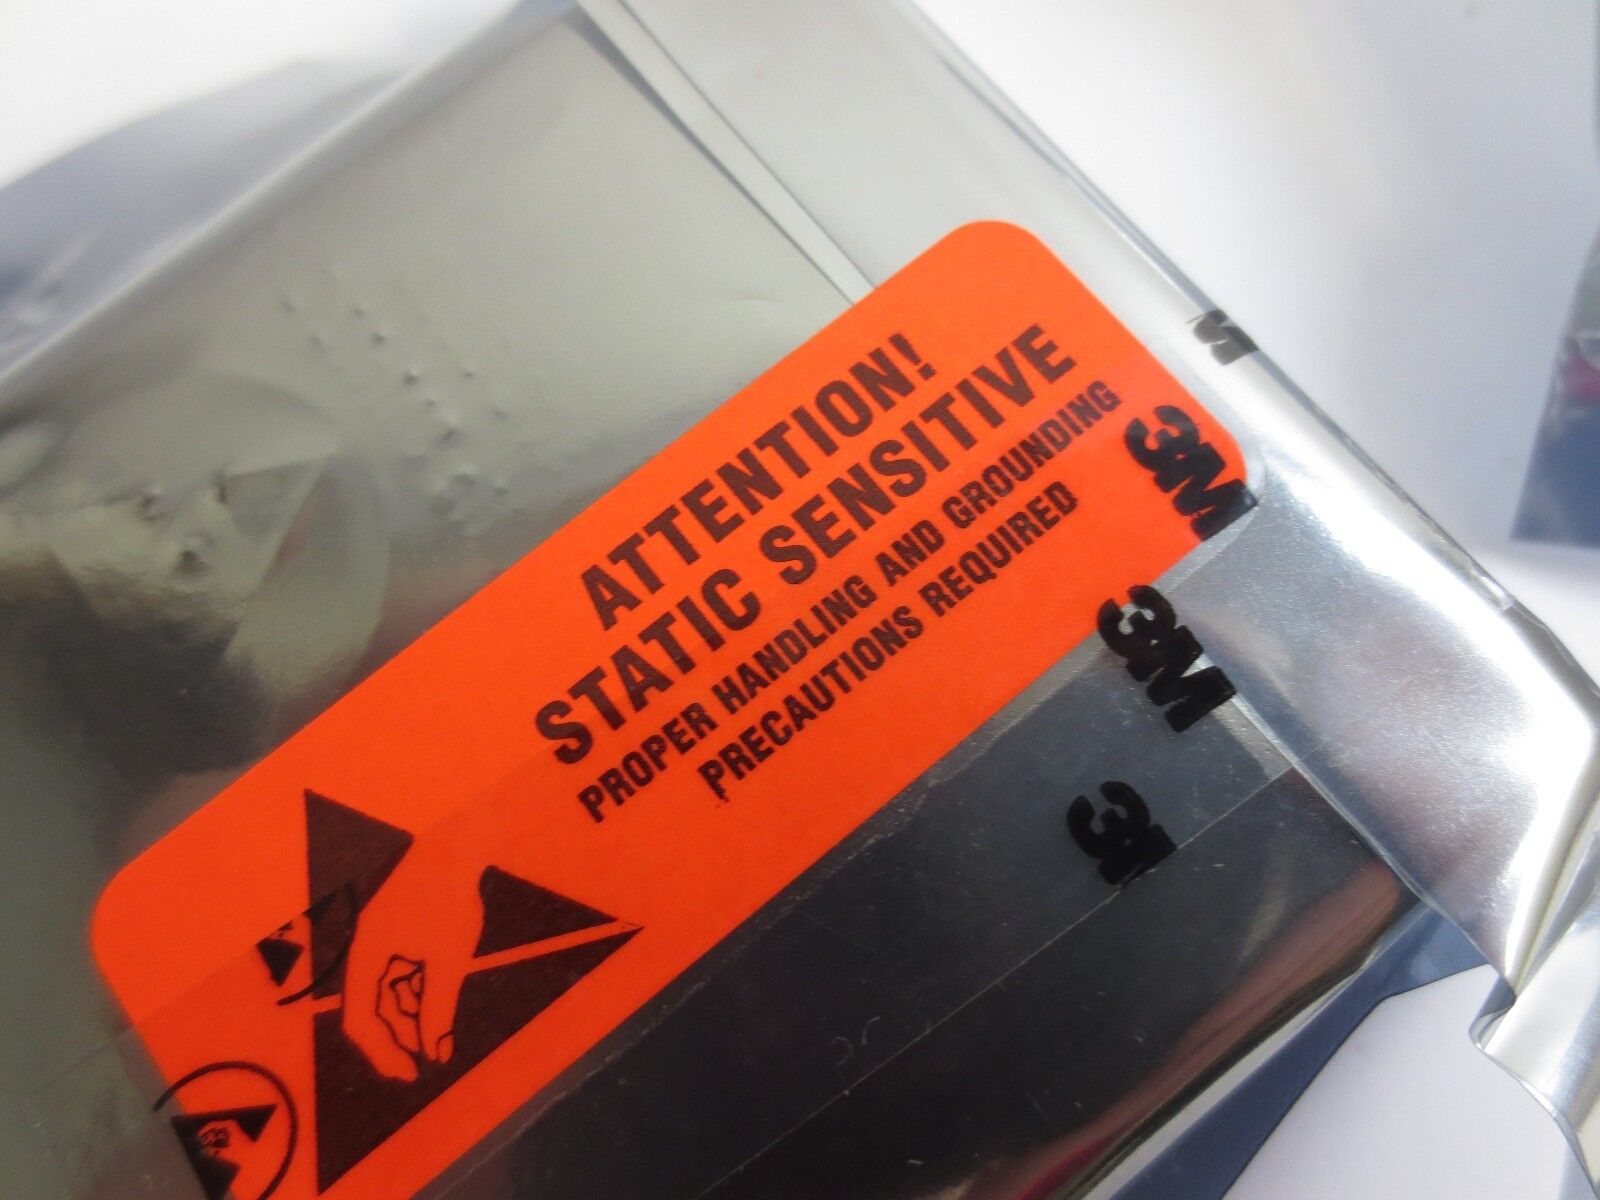 ATTENTION!
STATIC SENSITIVE
PROPER HANDLING AND GROUNDING
PRECAUTIONS REQUIRED
3M
3M
3M